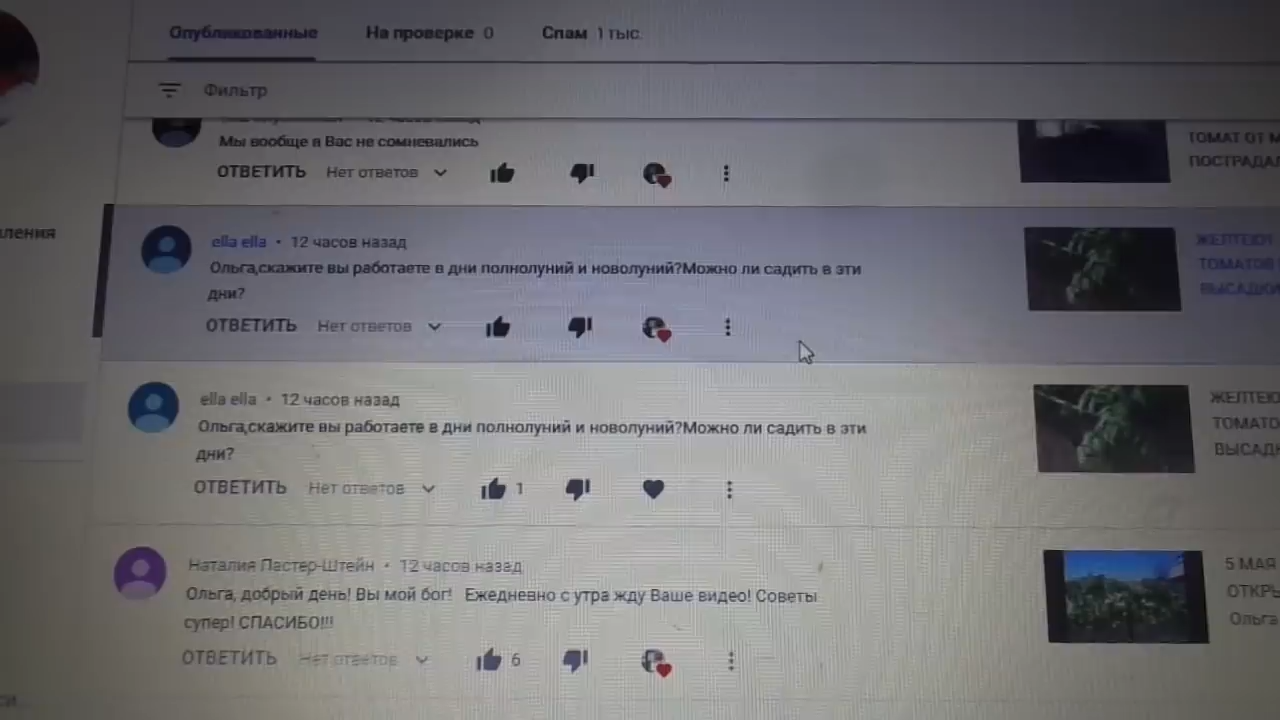 Опубликованные На проверке 0 Спам 1 тыс.
Фильтр
Мы вообще в Вас не сомневались
ОТВЕТИТЬ Нет ответов
ТОМАТ ОТ
ПОСТРАДА
ella ella • 12 часов назад
Ольга,скажите вы работаете в дни полнолуний и новолуний?Можно ли садить в эти
дни?
ОТВЕТИТЬ Нет ответов
ЖЕЛТЕЮТ
ТОМАТОВ
ВЫСАДКИ
ella ella • 12 часов назад
Ольга,скажите вы работаете в дни полнолуний и новолуний?Можно ли садить в эти
дни?
ОТВЕТИТЬ Нет ответов 1
ЖЕЛТЕЮ
ТОМАТО
ВЫСАДК
Наталия Пастер-Штейн • 12 часов назад
Ольга, добрый день! Вы мой бог! Ежедневно с утра жду Ваше видео! Советы
супер! СПАСИБО!!!
ОТВЕТИТЬ Нет ответов 6
5 МАЯ
ОТКРЫ
Ольга